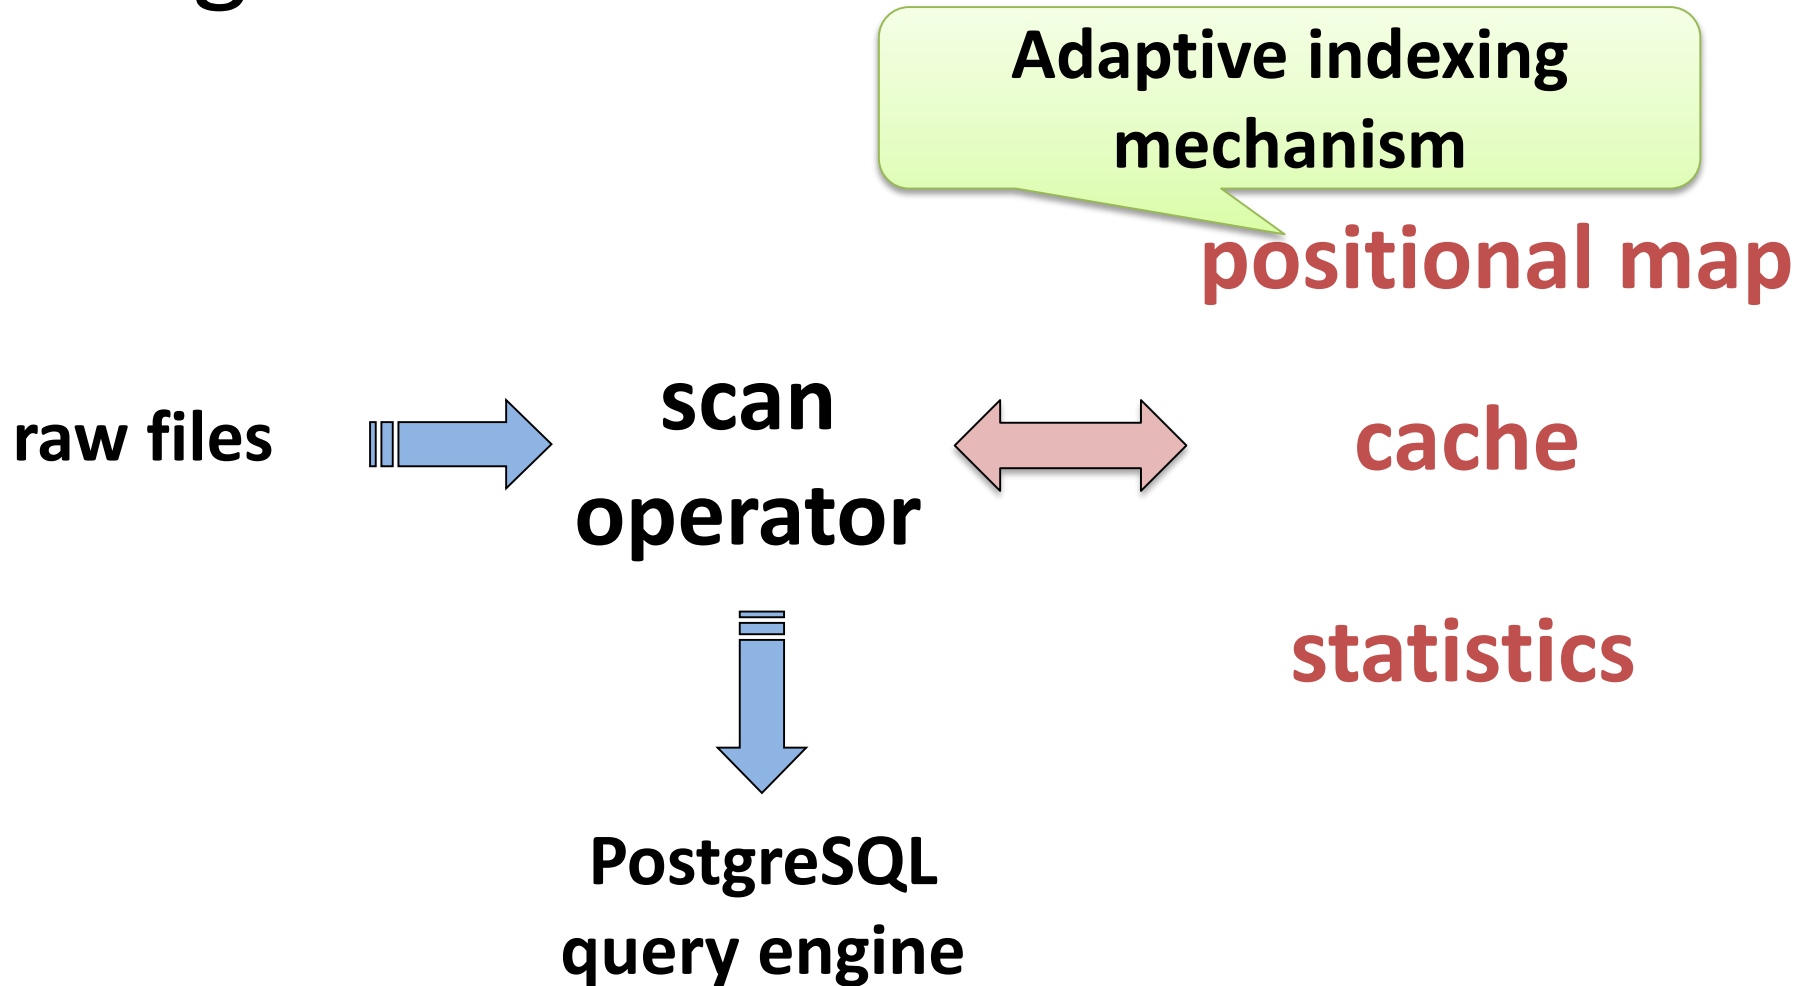 Adaptive indexing
mechanism
positional map
raw files
scan
operator
cache
statistics
PostgreSQL
query engine